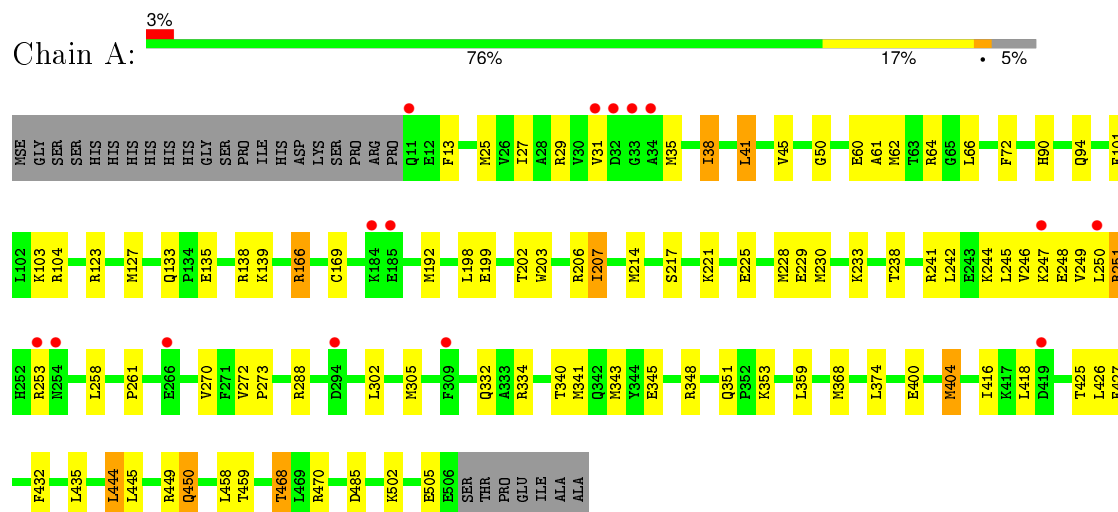 3%
Chain A:
76% 17% • 5%
MSE GLY SER SER HIS HIS HIS HIS HIS HIS GLY SER PRO ILE HIS ASP LYS SER PRO ARG PRO Q11 E12 F13 M25 V26 I27 A28 R29 V30 V31 D32 G33 A34 M35 I38 L41 V45 G50 E60 A61 M62 T63 R64 G65 L66 F72 H90 Q94
L102 K103 R104 R123 M127 Q133 P134 E135 R138 K139 R166 C169 K184 E185 M192 L198 E199 T202 W203 R206 I207 M214 S217 K221 E225 M228 E229 M230 K233 T238 R241 L242 E243 K244 L245 V246 K247 E248 V249 L250
H252 R253 N254 L258 P261 E266 V270 F271 V272 P273 R288 D294 L302 M305 F309 Q332 A333 R334 T340 M341 Q342 M343 Y344 E345 R348 Q351 P352 K353 L359 M368 L374 E400 M404 I416 K417 L418 D419 T425 L426
F432 L435 L444 L445 R449 Q450 L458 T459 T468 L469 R470 D485 K502 E505 E506 SER THR PRO GLU ILE ALA ALA